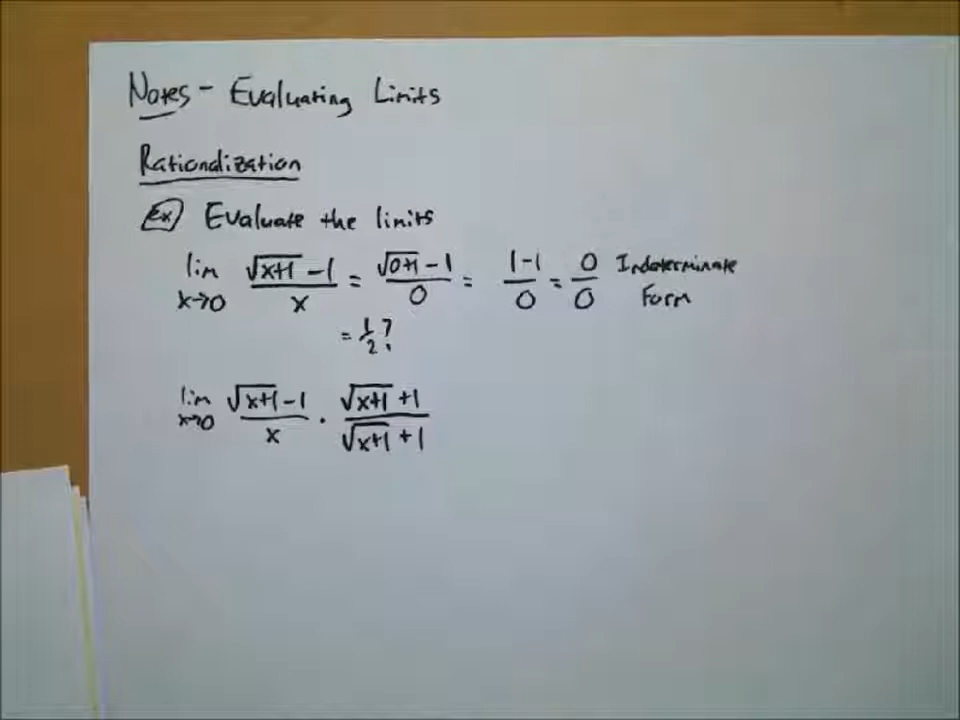 Notes - Evaluating Limits
Rationalization
Ex Evaluate the limits
lim x→0 (√(x+1) - 1)/x = (√(0+1) - 1)/0 = (1-1)/0 = 0/0 Indeterminate Form
= 1/2?
lim x→0 (√(x+1) - 1)/x · (√(x+1) + 1)/(√(x+1) + 1)